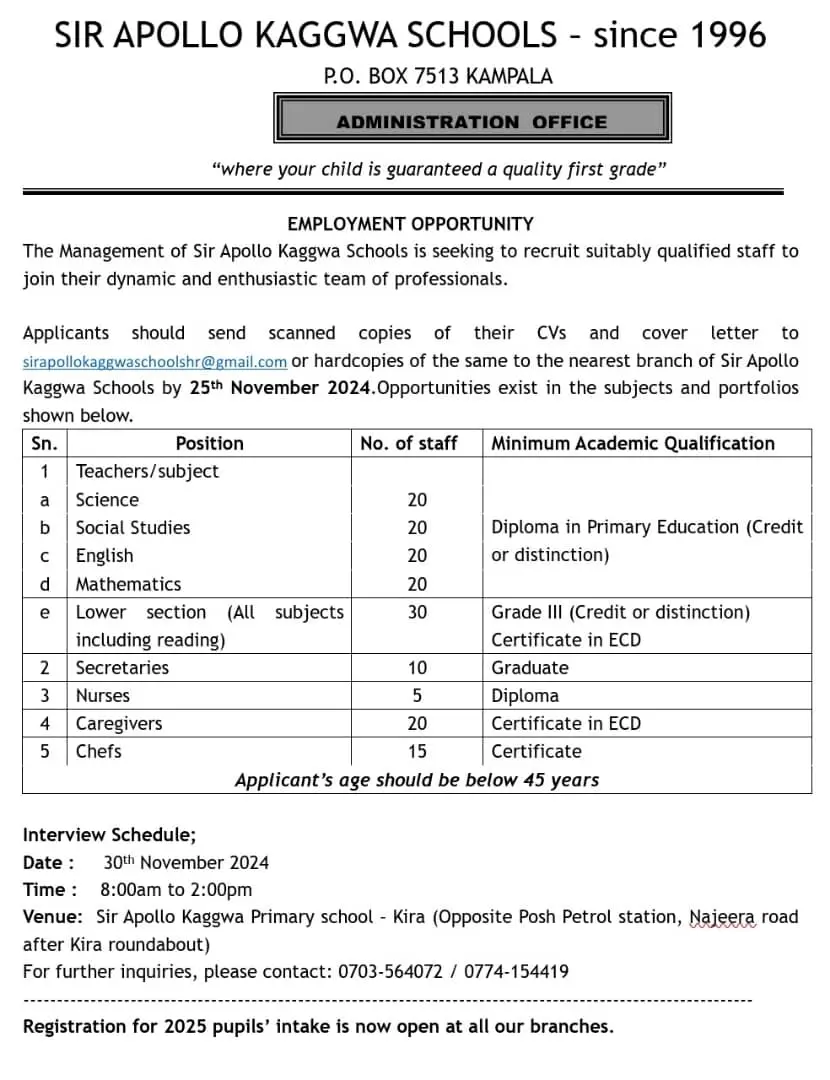 SIR APOLLO KAGGWA SCHOOLS – since 1996
P.O. BOX 7513 KAMPALA
ADMINISTRATION OFFICE
“where your child is guaranteed a quality first grade”
EMPLOYMENT OPPORTUNITY
The Management of Sir Apollo Kaggwa Schools is seeking to recruit suitably qualified staff to
join their dynamic and enthusiastic team of professionals.
Applicants should send scanned copies of their CVs and cover letter to
sirapollokaggwaschoolshr@gmail.com or hardcopies of the same to the nearest branch of Sir Apollo
Kaggwa Schools by 25th November 2024.Opportunities exist in the subjects and portfolios
shown below.
Sn. Position No. of staff Minimum Academic Qualification
1 Teachers/subject
a Science 20
b Social Studies 20 Diploma in Primary Education (Credit
c English 20 or distinction)
d Mathematics 20
e Lower section (All subjects 30 Grade III (Credit or distinction)
including reading) Certificate in ECD
2 Secretaries 10 Graduate
3 Nurses 5 Diploma
4 Caregivers 20 Certificate in ECD
5 Chefs 15 Certificate
Applicant’s age should be below 45 years
Interview Schedule;
Date : 30th November 2024
Time : 8:00am to 2:00pm
Venue: Sir Apollo Kaggwa Primary school – Kira (Opposite Posh Petrol station, Najeera road
after Kira roundabout)
For further inquiries, please contact: 0703-564072 / 0774-154419
Registration for 2025 pupils’ intake is now open at all our branches.